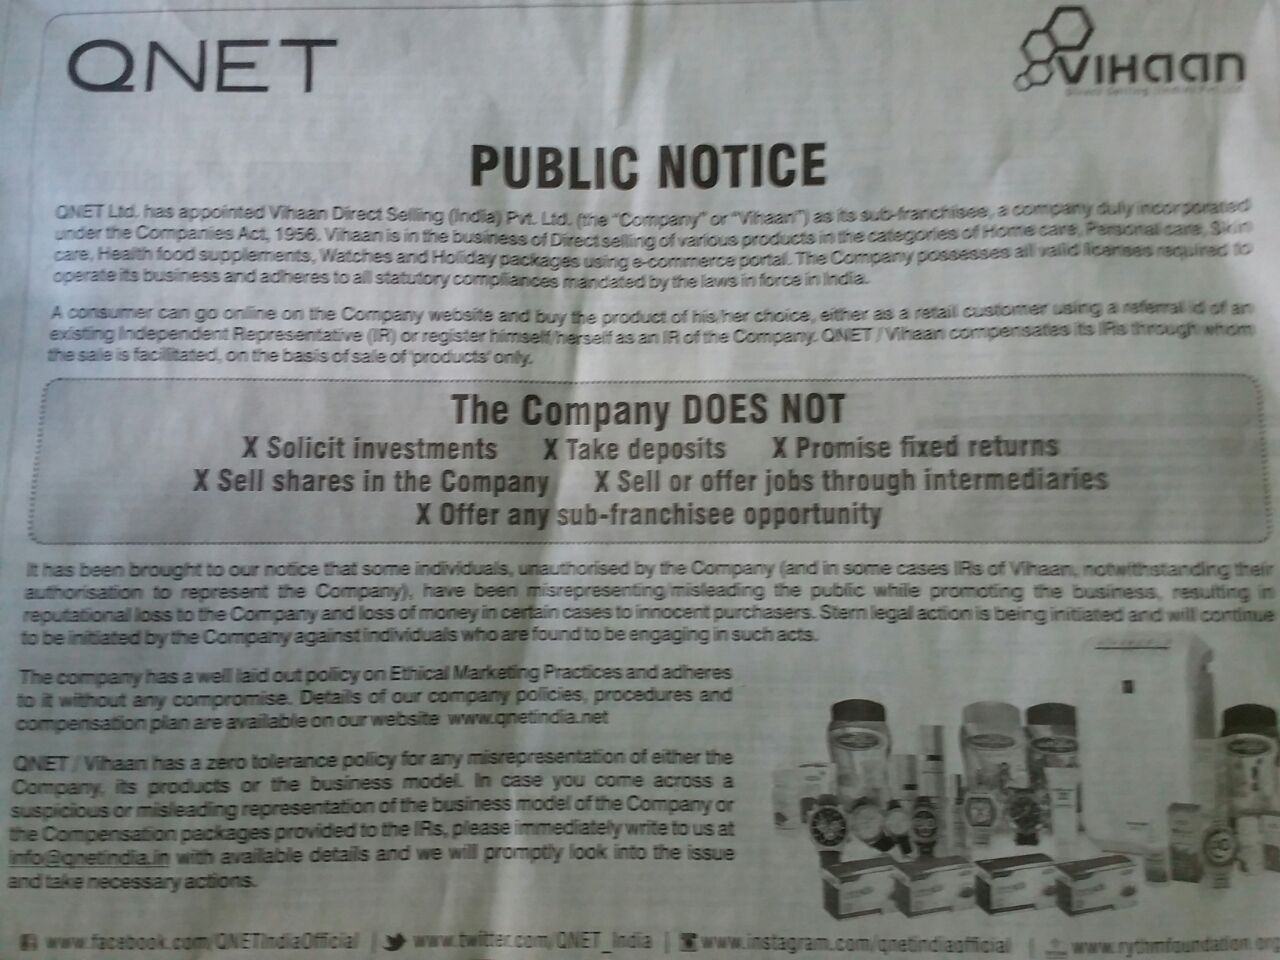 QNET
VIHAAN
PUBLIC NOTICE
QNET Ltd. has appointed Vihaan Direct Selling (India) Pvt. Ltd. (the "Company" or "Vihaan") as its sub-franchisee, a company duly incorporated
under the Companies Act, 1956. Vihaan is in the business of Direct selling of various products in the categories of Home care, Personal care, Skin
care, Health food supplements, Watches and Holiday packages using e-commerce portal. The Company possesses all valid licenses required to
operate its business and adheres to all statutory compliances mandated by the laws in force in India.
A consumer can go online on the Company website and buy the product of his/her choice, either as a retail customer using a referral id of an
existing Independent Representative (IR) or register himself/herself as an IR of the Company. QNET / Vihaan compensates its IRs through whom
the sale is facilitated, on the basis of sale of 'products' only.
The Company DOES NOT
X Solicit investments X Take deposits X Promise fixed returns
X Sell shares in the Company X Sell or offer jobs through intermediaries
X Offer any sub-franchisee opportunity
It has been brought to our notice that some individuals, unauthorised by the Company (and in some cases IRs of Vihaan, notwithstanding their
authorisation to represent the Company), have been misrepresenting/misleading the public while promoting the business, resulting in
reputational loss to the Company and loss of money in certain cases to innocent purchasers. Stern legal action is being initiated and will continue
to be initiated by the Company against individuals who are found to be engaging in such acts.
The company has a well laid out policy on Ethical Marketing Practices and adheres
to it without any compromise. Details of our company policies, procedures and
compensation plan are available on our website www.qnetindia.net
QNET / Vihaan has a zero tolerance policy for any misrepresentation of either the
Company, its products or the business model. In case you come across a
suspicious or misleading representation of the business model of the Company or
the Compensation packages provided to the IRs, please immediately write to us at
info@qnetindia.in with available details and we will promptly look into the issue
and take necessary actions.
www.facebook.com/QNETIndiaOfficial | www.twitter.com/QNET_India | www.instagram.com/qnetindiaofficial | www.rythmfoundation.org